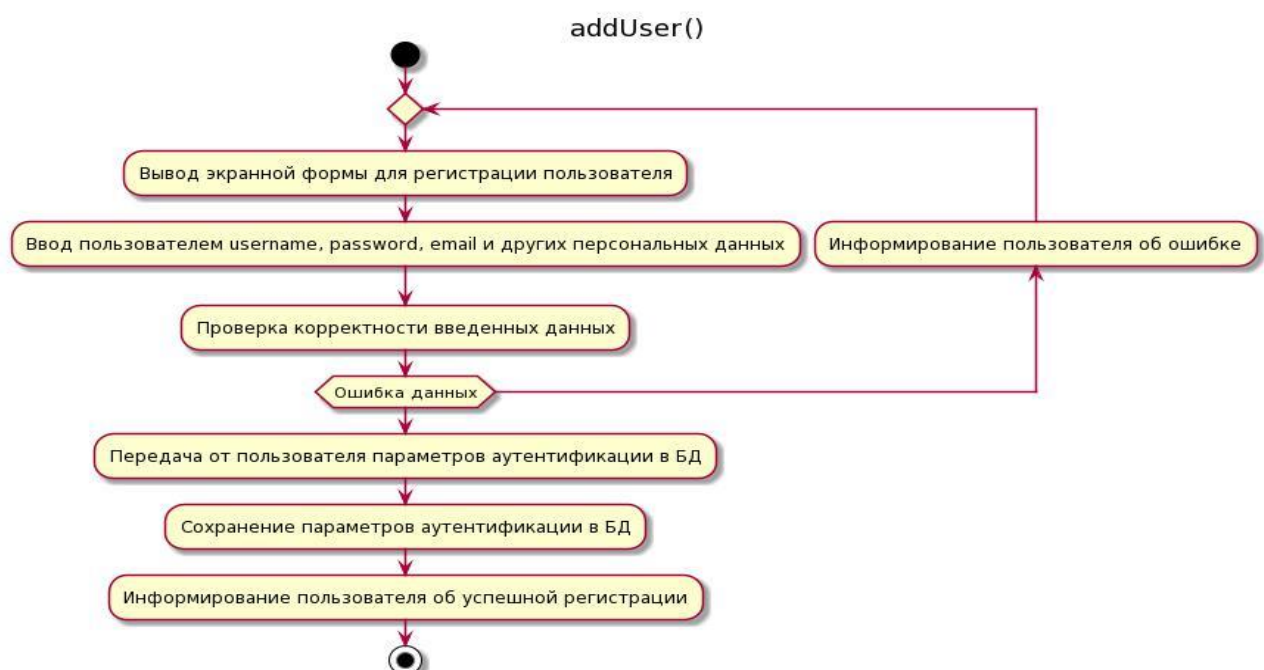 addUser()
Вывод экранной формы для регистрации пользователя
Ввод пользователем username, password, email и других персональных данных
Информирование пользователя об ошибке
Проверка корректности введенных данных
Ошибка данных
Передача от пользователя параметров аутентификации в БД
Сохранение параметров аутентификации в БД
Информирование пользователя об успешной регистрации